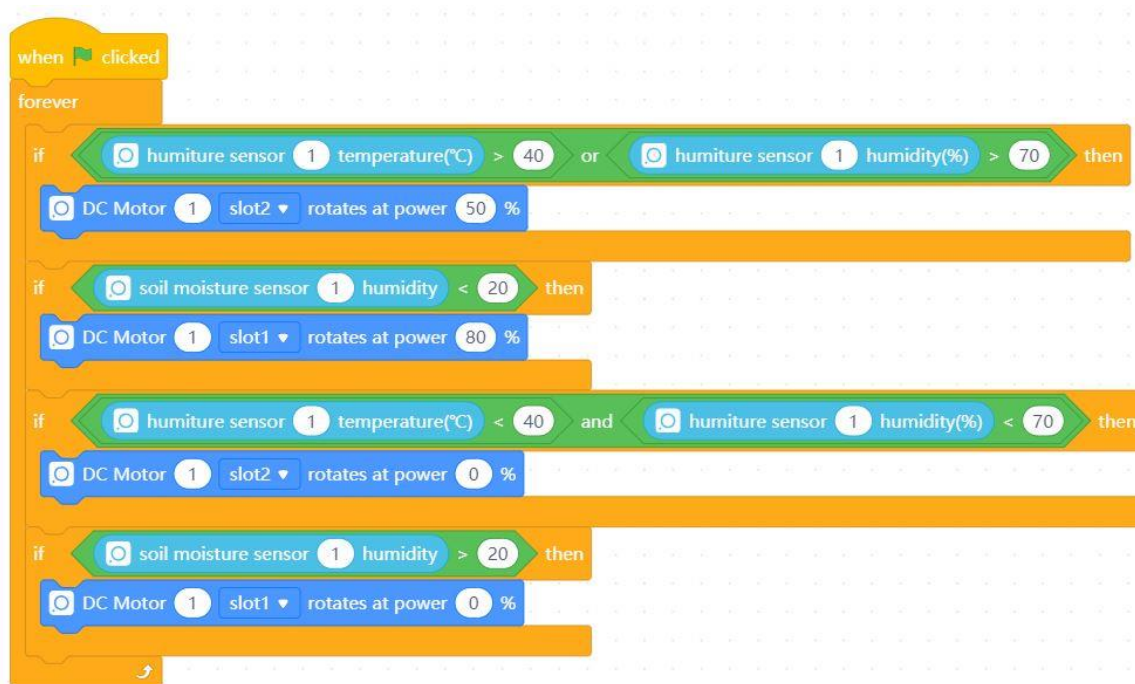 when clicked
forever
if humiture sensor 1 temperature(℃) > 40 or humiture sensor 1 humidity(%) > 70 then
DC Motor 1 slot2 rotates at power 50 %
if soil moisture sensor 1 humidity < 20 then
DC Motor 1 slot1 rotates at power 80 %
if humiture sensor 1 temperature(℃) < 40 and humiture sensor 1 humidity(%) < 70 then
DC Motor 1 slot2 rotates at power 0 %
if soil moisture sensor 1 humidity > 20 then
DC Motor 1 slot1 rotates at power 0 %